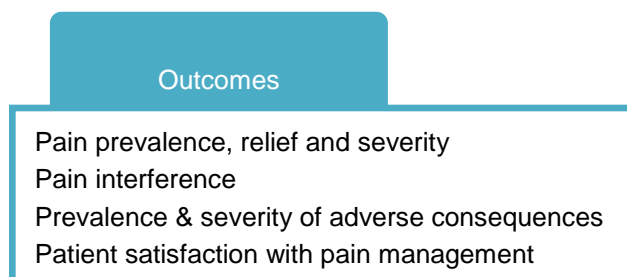 Outcomes
Pain prevalence, relief and severity
Pain interference
Prevalence & severity of adverse consequences
Patient satisfaction with pain management